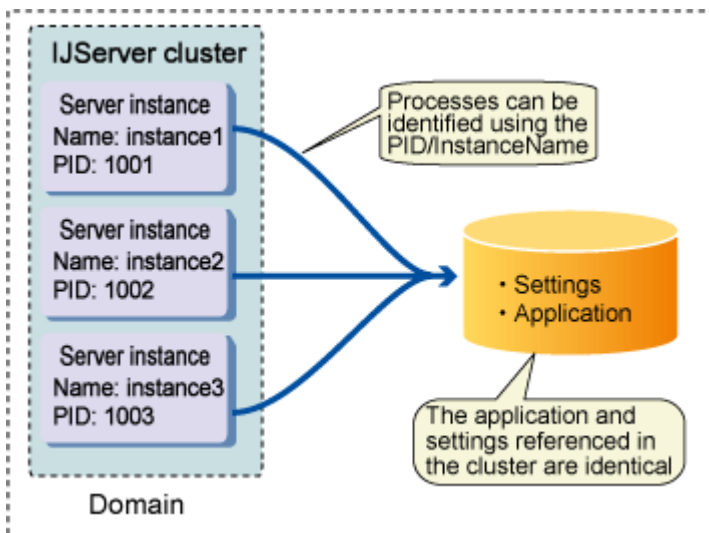 IJServer cluster
Server instance
Name: instance1
PID: 1001
Server instance
Name: instance2
PID: 1002
Server instance
Name: instance3
PID: 1003
Domain
Processes can be
identified using the
PID/InstanceName
・Settings
・Application
The application and
settings referenced in
the cluster are identical